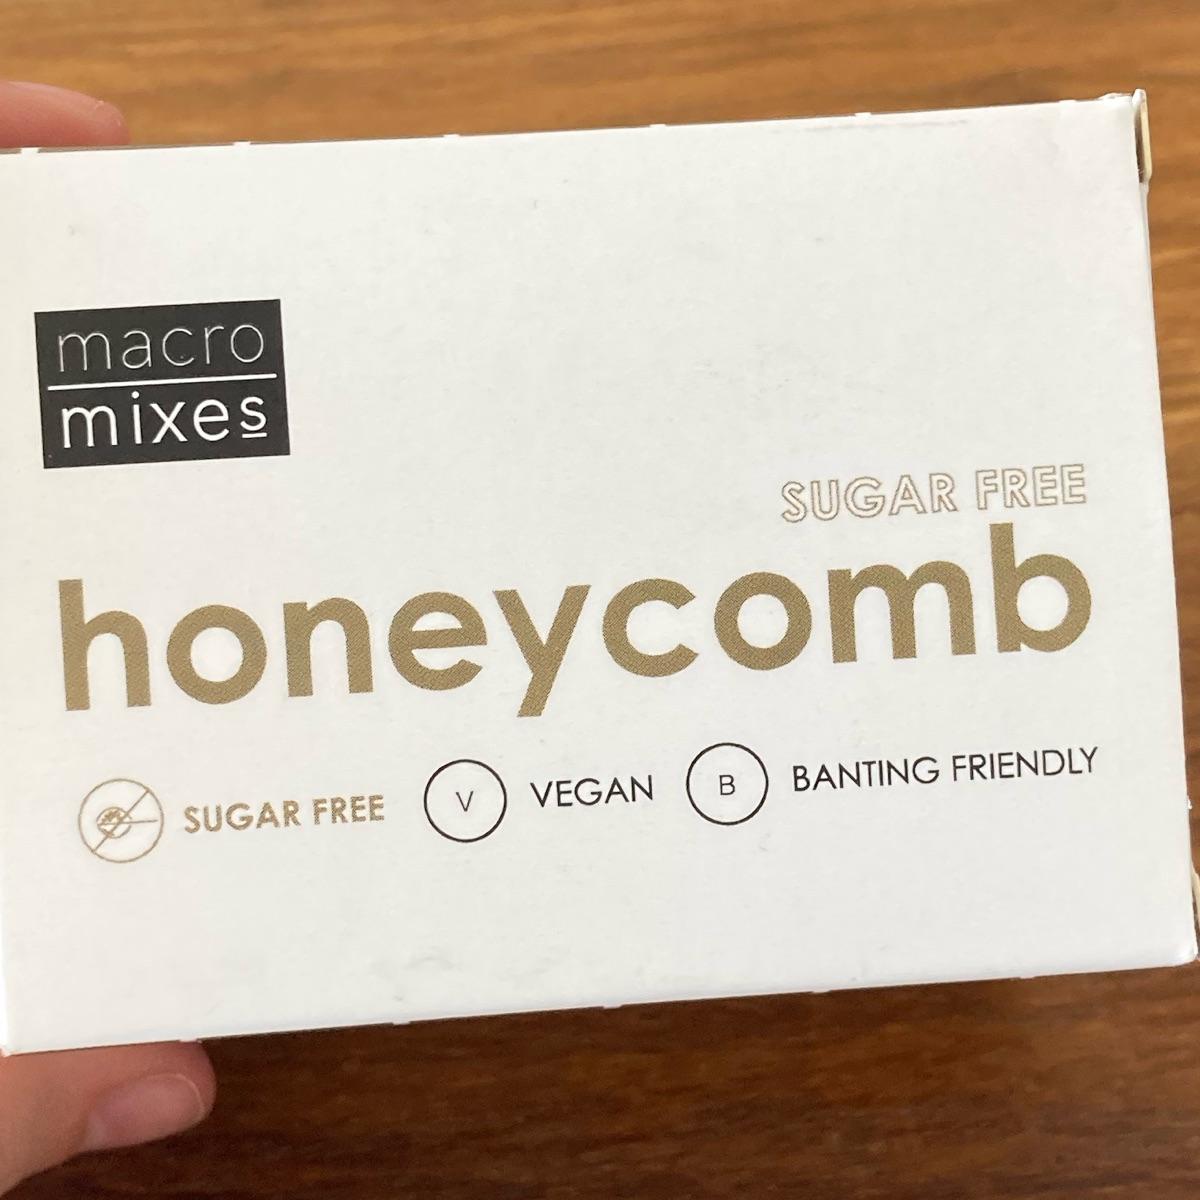 macro
mixes
SUGAR FREE
honeycomb
SUGAR FREE V VEGAN B BANTING FRIENDLY